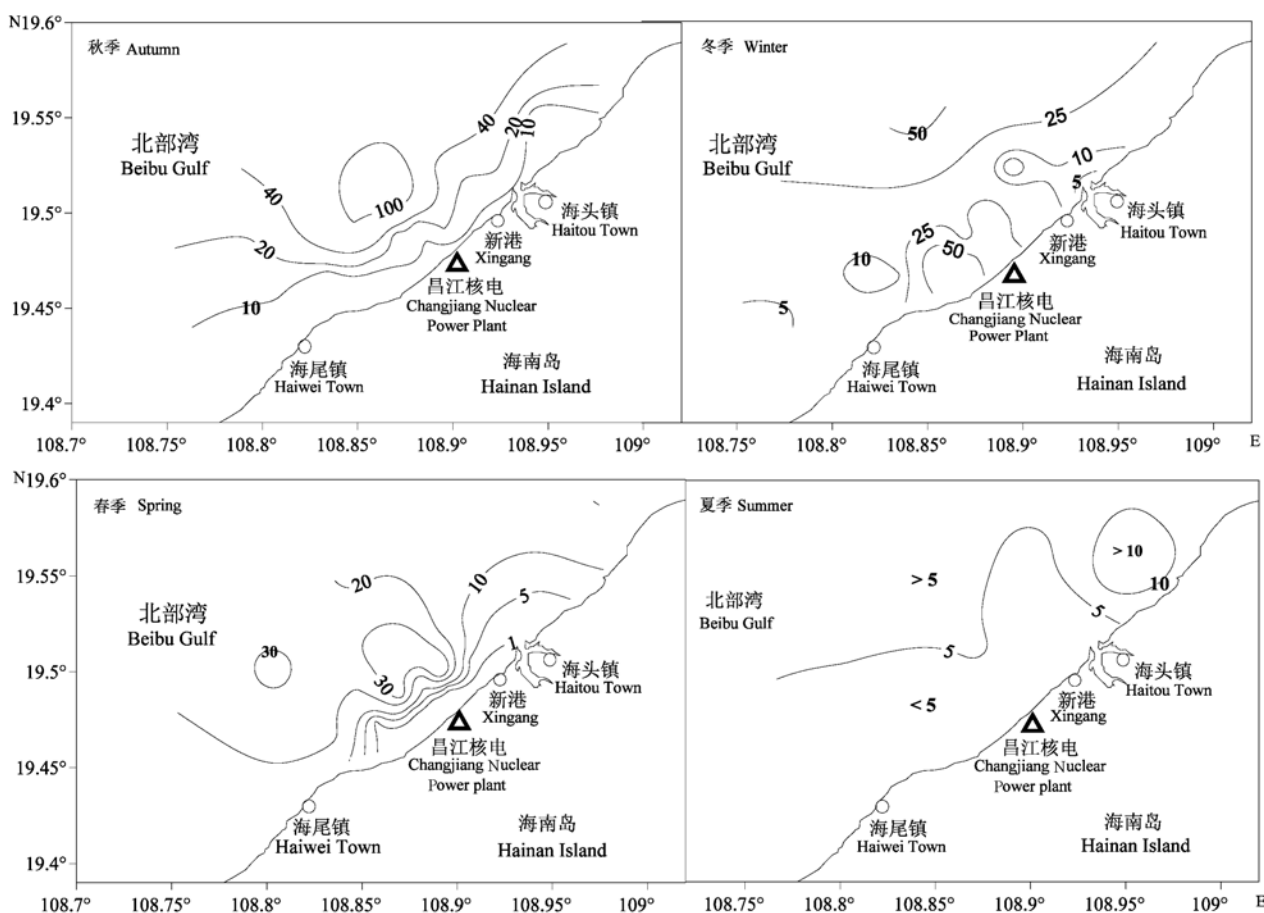 N19.6°
秋季 Autumn
40
20
10
19.55°
北部湾
Beibu Gulf
40
100
19.5°
海头镇
Haitou Town
20
新港
Xingang
19.45°
10
昌江核电
Changjiang Nuclear
Power Plant
海尾镇
Haiwei Town
海南岛
Hainan Island
19.4°
108.7° 108.75° 108.8° 108.85° 108.90° 108.95° 109°
冬季 Winter
50
25
北部湾
Beibu Gulf
10
5
海头镇
Haitou Town
25
新港
Xingang
10
50
5
昌江核电
Changjiang Nuclear
Power Plant
海尾镇
Haiwei Town
海南岛
Hainan Island
108.75° 108.8° 108.85° 108.90° 108.95° 109° E
N19.6°
春季 Spring
19.55°
20
10
5
北部湾
Beibu Gulf
30
1
19.5°
30
海头镇
Haitou Town
新港
Xingang
19.45°
昌江核电
Changjiang Nuclear
Power plant
海尾镇
Haiwei Town
海南岛
Hainan Island
19.4°
108.7° 108.75° 108.8° 108.85° 108.90° 108.95° 109°
夏季 Summer
> 10
> 5
10
北部湾
Beibu Gulf
5
5
海头镇
Haitou Town
< 5
新港
Xingang
昌江核电
Changjiang Nuclear
Power plant
海尾镇
Haiwei Town
海南岛
Hainan Island
108.75° 108.8° 108.85° 108.90° 108.95° 109° E